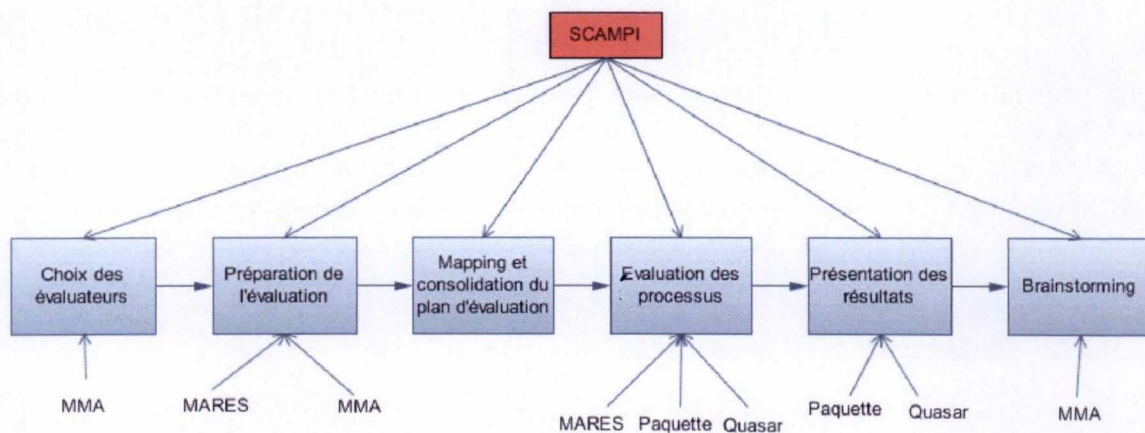 SCAMPI
Choix des
évaluateurs
Préparation de
l'évaluation
Mapping et
consolidation du
plan d'évaluation
Evaluation des
processus
Présentation des
résultats
Brainstorming
MMA
MARES
MMA
MARES
Paquette
Quasar
Paquette
Quasar
MMA